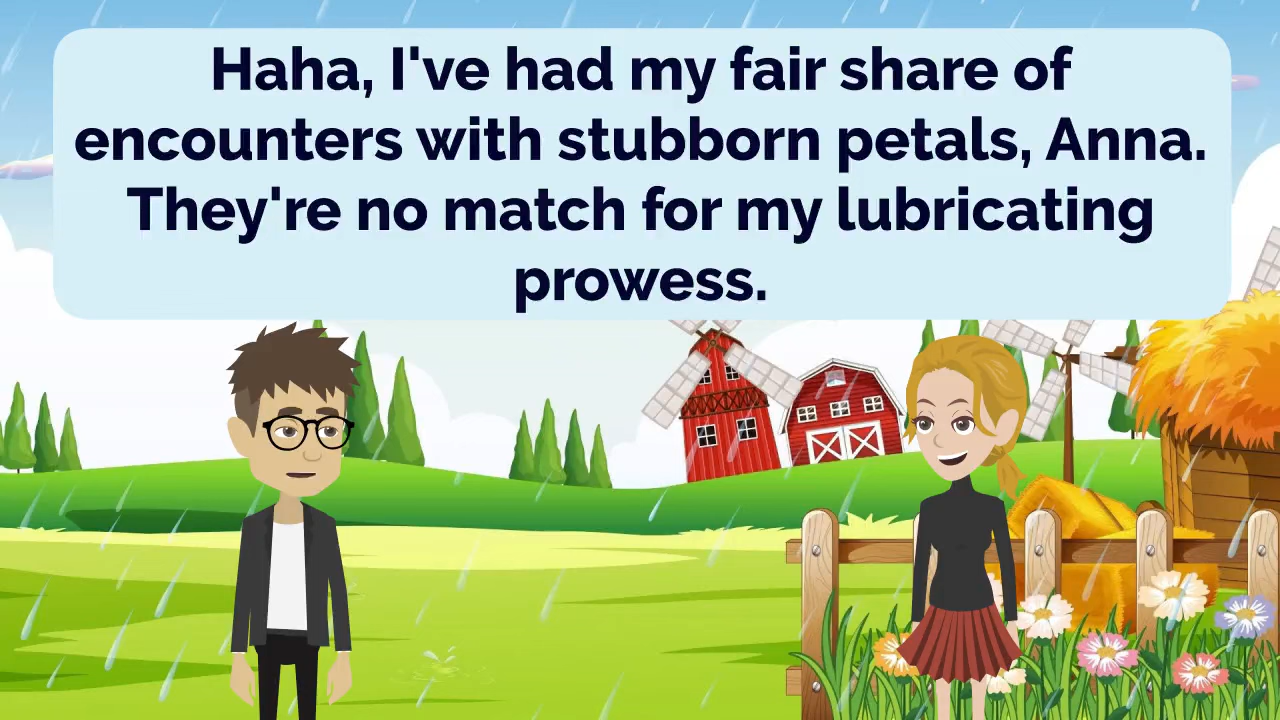 Haha, I've had my fair share of
encounters with stubborn petals, Anna.
They're no match for my lubricating
prowess.